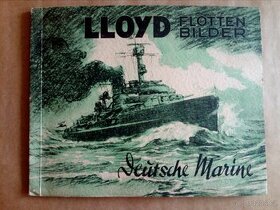 LLOYD
FLOTTEN
BILDER
Deutsche Marine